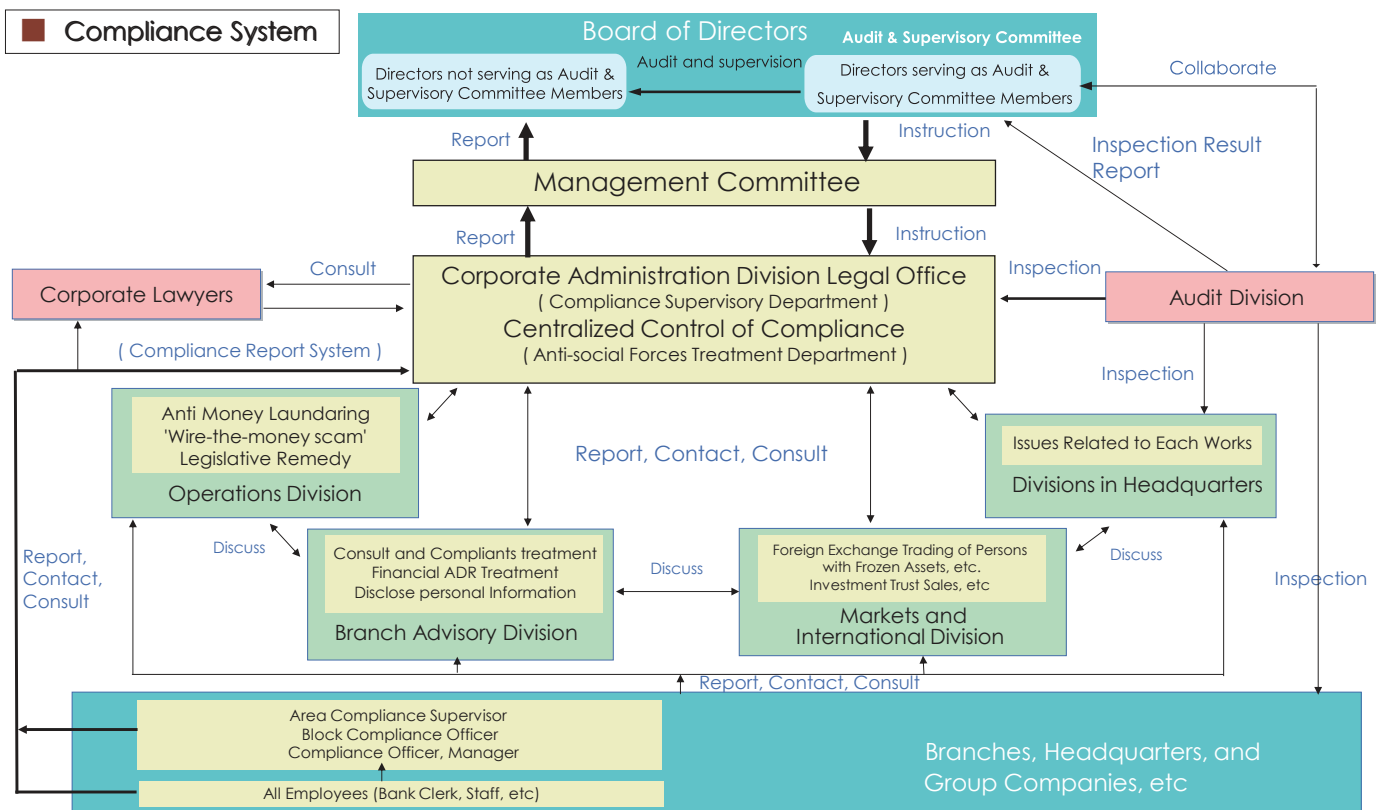 Compliance System
Board of Directors
Audit & Supervisory Committee
Directors not serving as Audit &
Supervisory Committee Members
Audit and supervision
Directors serving as Audit &
Supervisory Committee Members
Collaborate
Report
Instruction
Inspection Result
Report
Management Committee
Report
Instruction
Corporate Lawyers
Consult
Corporate Administration Division Legal Office
( Compliance Supervisory Department )
Centralized Control of Compliance
( Anti-social Forces Treatment Department )
Inspection
Audit Division
( Compliance Report System )
Inspection
Anti Money Laundaring
'Wire-the-money scam'
Legislative Remedy
Operations Division
Report, Contact, Consult
Issues Related to Each Works
Divisions in Headquarters
Report,
Contact,
Consult
Discuss
Consult and Compliants treatment
Financial ADR Treatment
Disclose personal Information
Branch Advisory Division
Discuss
Foreign Exchange Trading of Persons
with Frozen Assets, etc.
Investment Trust Sales, etc
Markets and
International Division
Discuss
Inspection
Report, Contact, Consult
Area Compliance Supervisor
Block Compliance Officer
Compliance Officer, Manager
All Employees (Bank Clerk, Staff, etc)
Branches, Headquarters, and
Group Companies, etc